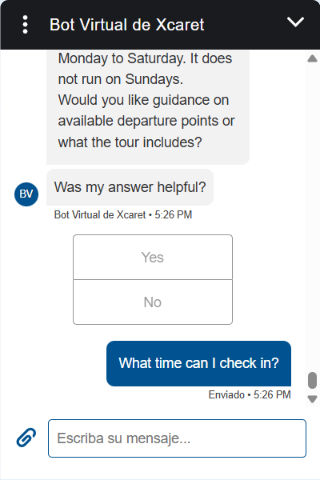 Bot Virtual de Xcaret
Monday to Saturday. It does
not run on Sundays.
Would you like guidance on
available departure points or
what the tour includes?
Was my answer helpful?
BV
Bot Virtual de Xcaret • 5:26 PM
Yes
No
What time can I check in?
Enviado • 5:26 PM
Escriba su mensaje...